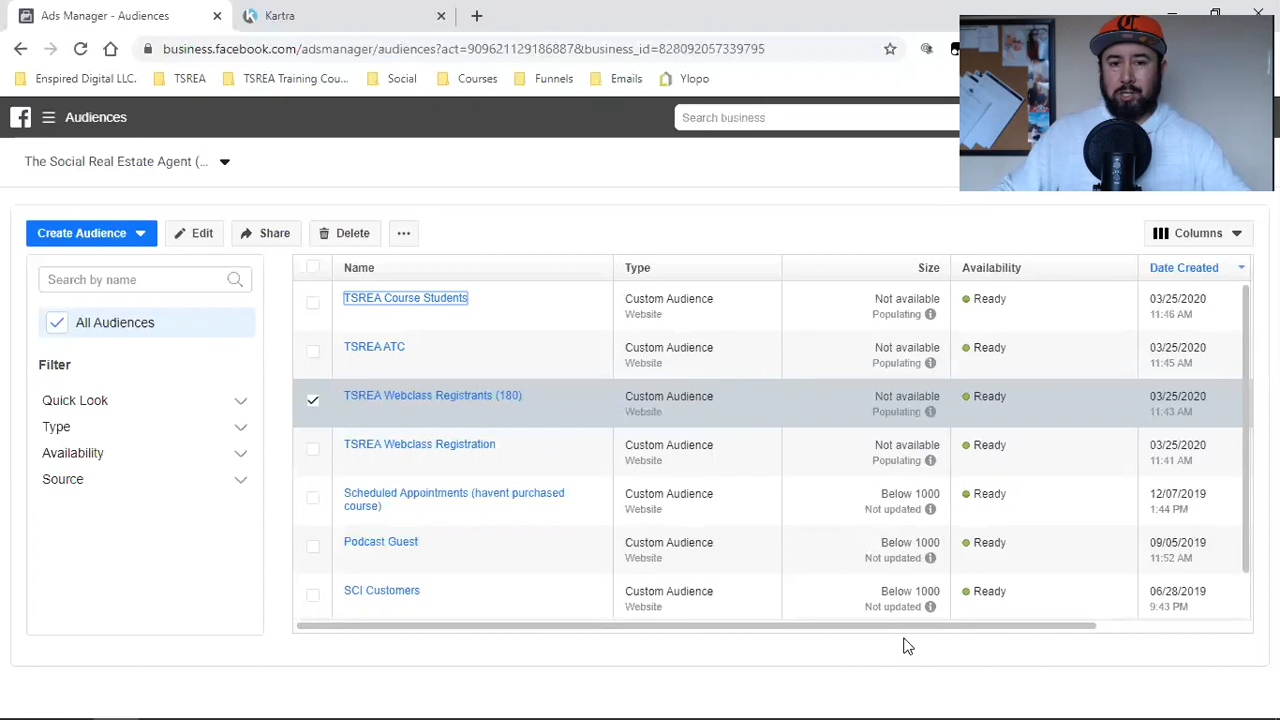 Ads Manager - Audiences
Kartra
business.facebook.com/adsmanager/audiences
business_id=828092057339795
Enspired Digital LLC.
TSREA
TSREA Training Cou...
Social
Courses
Funnels
Emails
Ylopo
Audiences
Search business
The Social Real Estate Agent (...
Create Audience
Edit
Share
Delete
Columns
Search by name
All Audiences
Filter
Quick Look
Type
Availability
Source
Name
Type
Size
Availability
Date Created
TSREA Course Students
Custom Audience
Website
Not available
Populating
Ready
03/25/2020
11:46 AM
TSREA ATC
Custom Audience
Website
Not available
Populating
Ready
03/25/2020
11:45 AM
TSREA Webclass Registrants (180)
Custom Audience
Website
Not available
Populating
Ready
03/25/2020
11:43 AM
TSREA Webclass Registration
Custom Audience
Website
Not available
Populating
Ready
03/25/2020
11:41 AM
Scheduled Appointments (havent purchased
course)
Custom Audience
Website
Below 1000
Not updated
Ready
12/07/2019
1:44 PM
Podcast Guest
Custom Audience
Website
Below 1000
Not updated
Ready
09/05/2019
11:52 AM
SCI Customers
Custom Audience
Website
Below 1000
Not updated
Ready
06/28/2019
9:43 PM